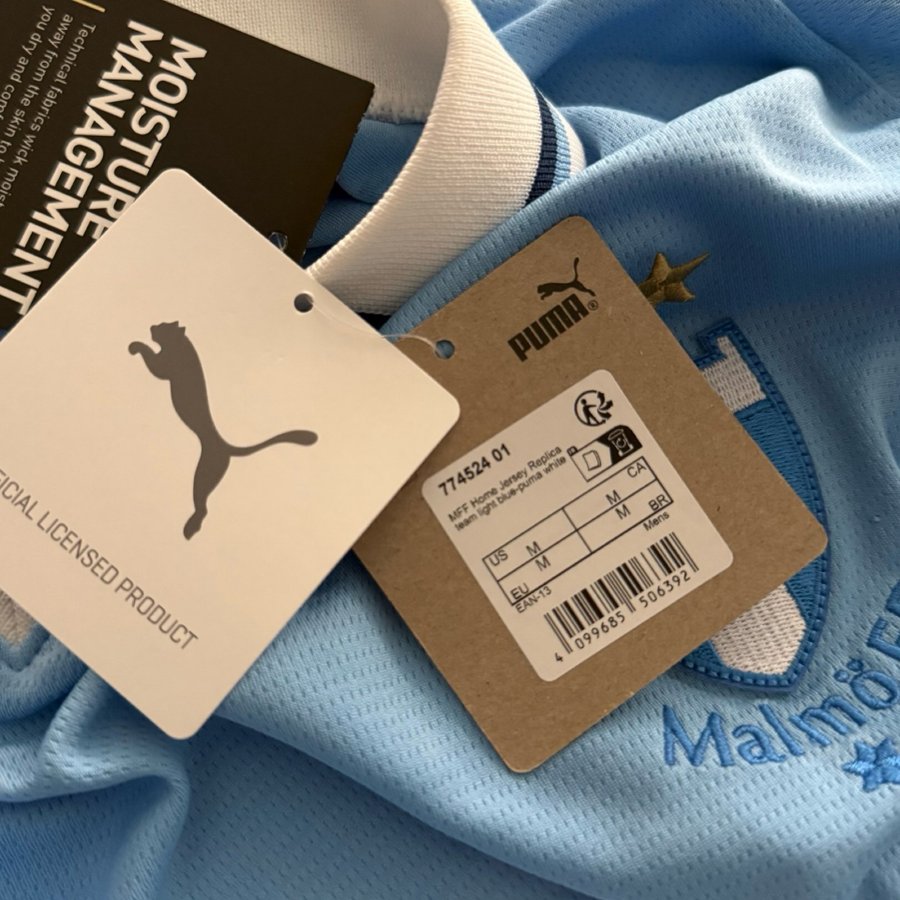 MOISTURE
MANAGEMENT
Technical fabrics wick moist
away from the skin to
you dry and comf
ICIAL LICENSED PRODUCT
PUMA®
774524 01
MFF Home Jersey Replica
team light blue-puma white
FR
US M M CA
EU M M BR
EAN-13 Mens
4 099685 506392
Malmö F